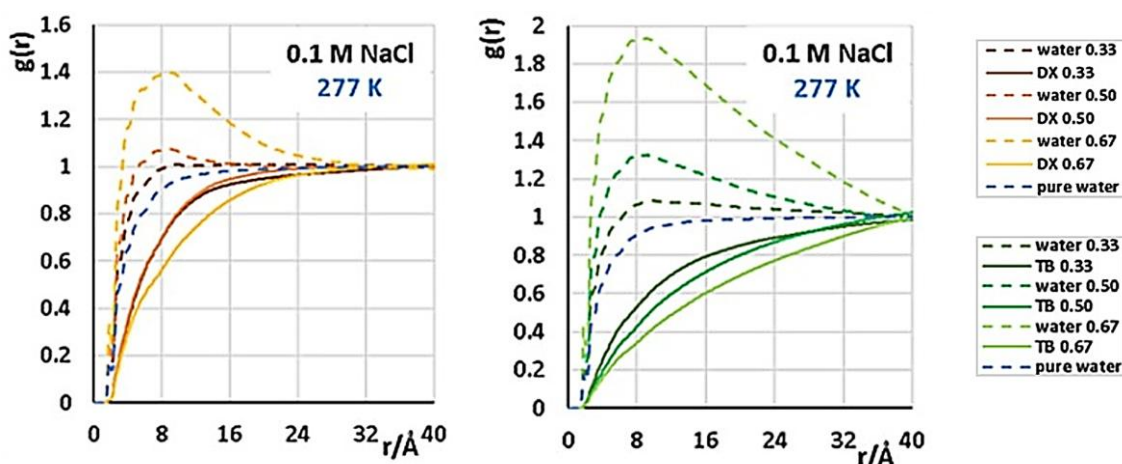 g(r)
1.6
1.4
1.2
1
0.8
0.6
0.4
0.2
0
0 8 16 24 32 40
r/Å
0.1 M NaCl
277 K
g(r)
2
1.8
1.6
1.4
1.2
1
0.8
0.6
0.4
0.2
0
0 8 16 24 32 40
r/Å
0.1 M NaCl
277 K
water 0.33
DX 0.33
water 0.50
DX 0.50
water 0.67
DX 0.67
pure water
water 0.33
TB 0.33
water 0.50
TB 0.50
water 0.67
TB 0.67
pure water